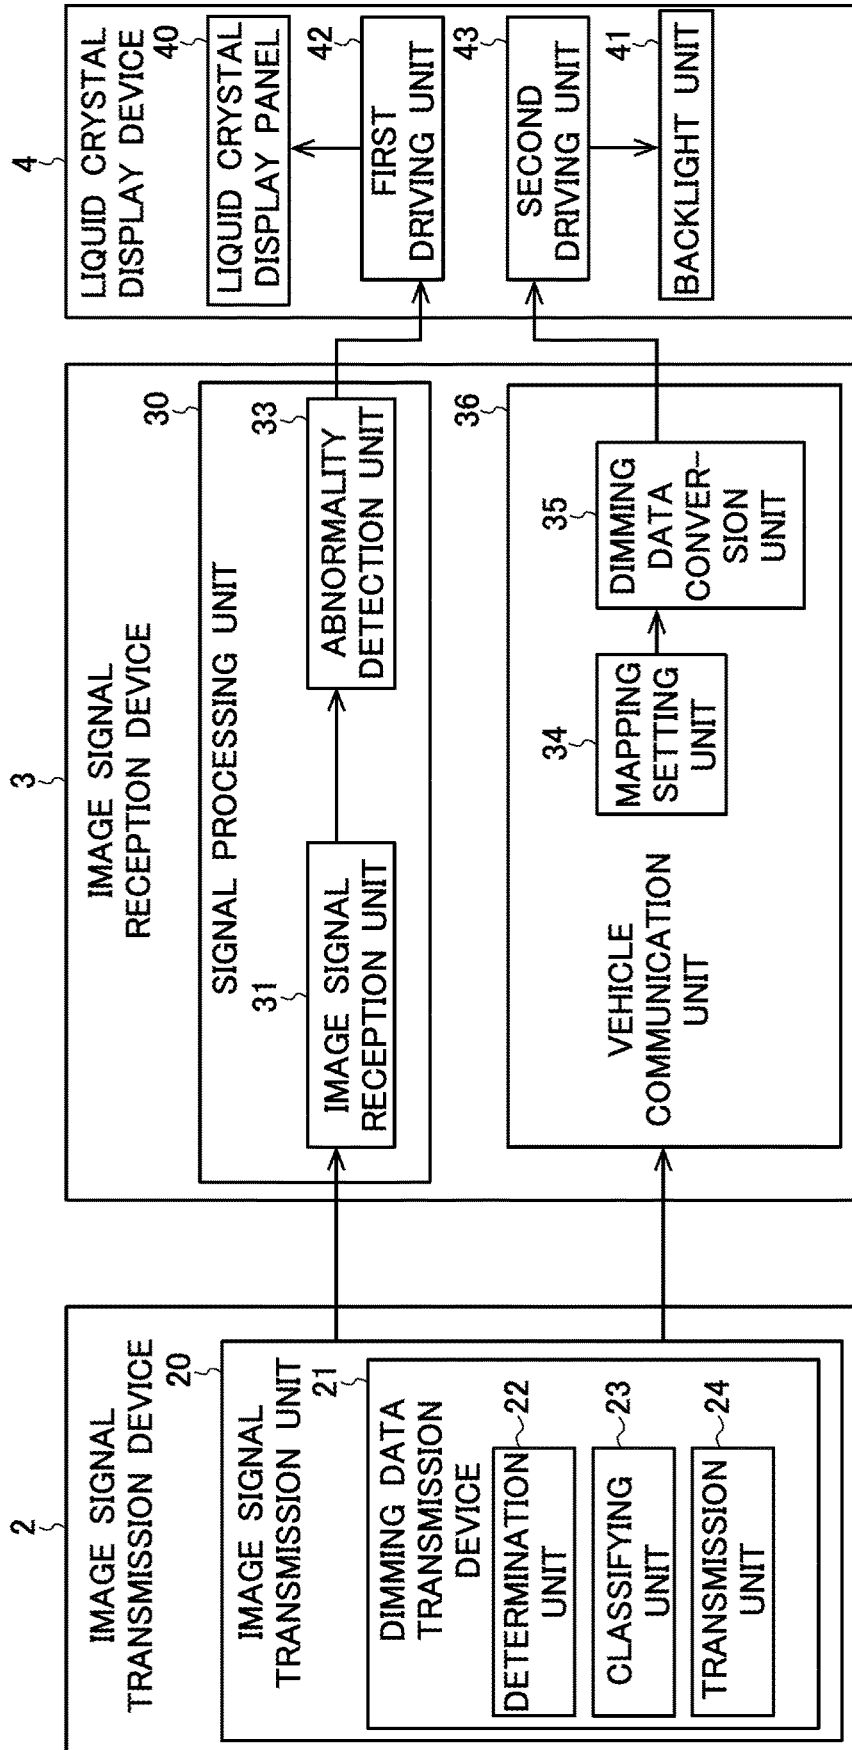 2
IMAGE SIGNAL
TRANSMISSION DEVICE
20
IMAGE SIGNAL
TRANSMISSION UNIT
21
DIMMING DATA
TRANSMISSION
DEVICE
22
DETERMINATION
UNIT
23
CLASSIFYING
UNIT
24
TRANSMISSION
UNIT
3
IMAGE SIGNAL
RECEPTION DEVICE
30
SIGNAL PROCESSING UNIT
31
IMAGE SIGNAL
RECEPTION UNIT
33
ABNORMALITY
DETECTION UNIT
36
VEHICLE
COMMUNICATION
UNIT
34
MAPPING
SETTING
UNIT
35
DIMMING
DATA
CONVER-
SION
UNIT
4
LIQUID CRYSTAL
DISPLAY DEVICE
40
LIQUID CRYSTAL
DISPLAY PANEL
42
FIRST
DRIVING UNIT
43
SECOND
DRIVING UNIT
41
BACKLIGHT UNIT